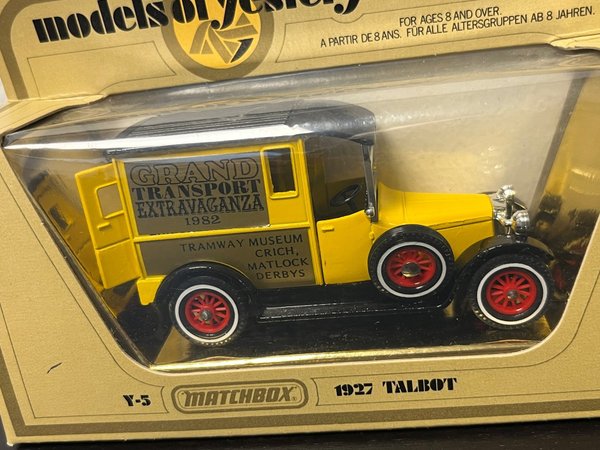 models of yesteryear
FOR AGES 8 AND OVER.
A PARTIR DE 8 ANS. FÜR ALLE ALTERSGRUPPEN AB 8 JAHREN.
GRAND
TRANSPORT
EXTRAVAGANZA
1982
TRAMWAY MUSEUM
CRICH,
MATLOCK
DERBYS
Y-5
MATCHBOX
1927 TALBOT